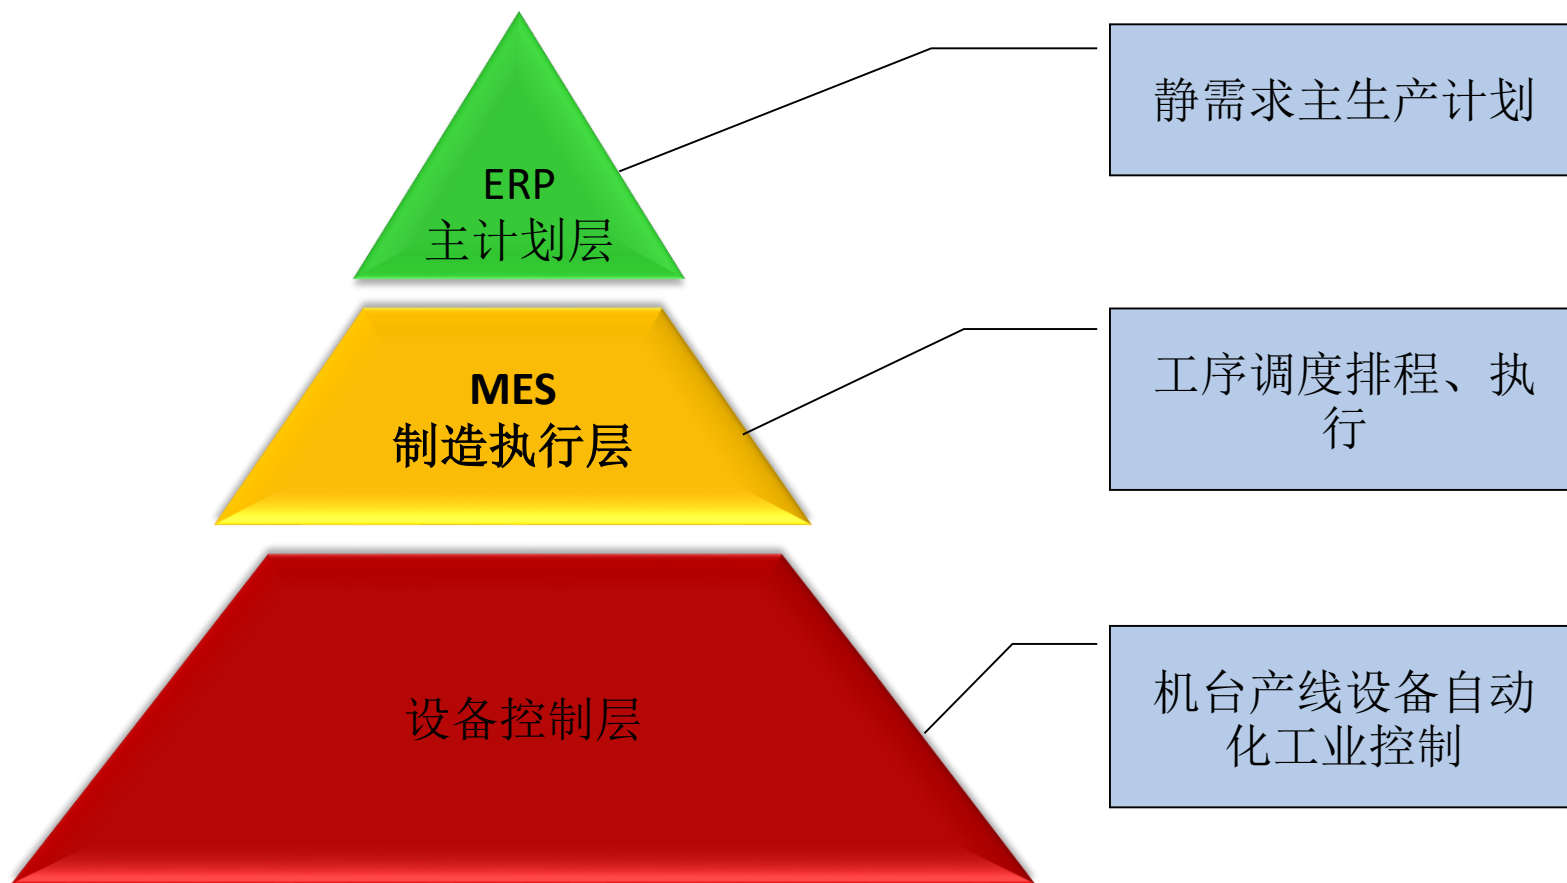 ERP
主计划层
静需求主生产计划
MES
制造执行层
工序调度排程、执
行
设备控制层
机台产线设备自动
化工业控制